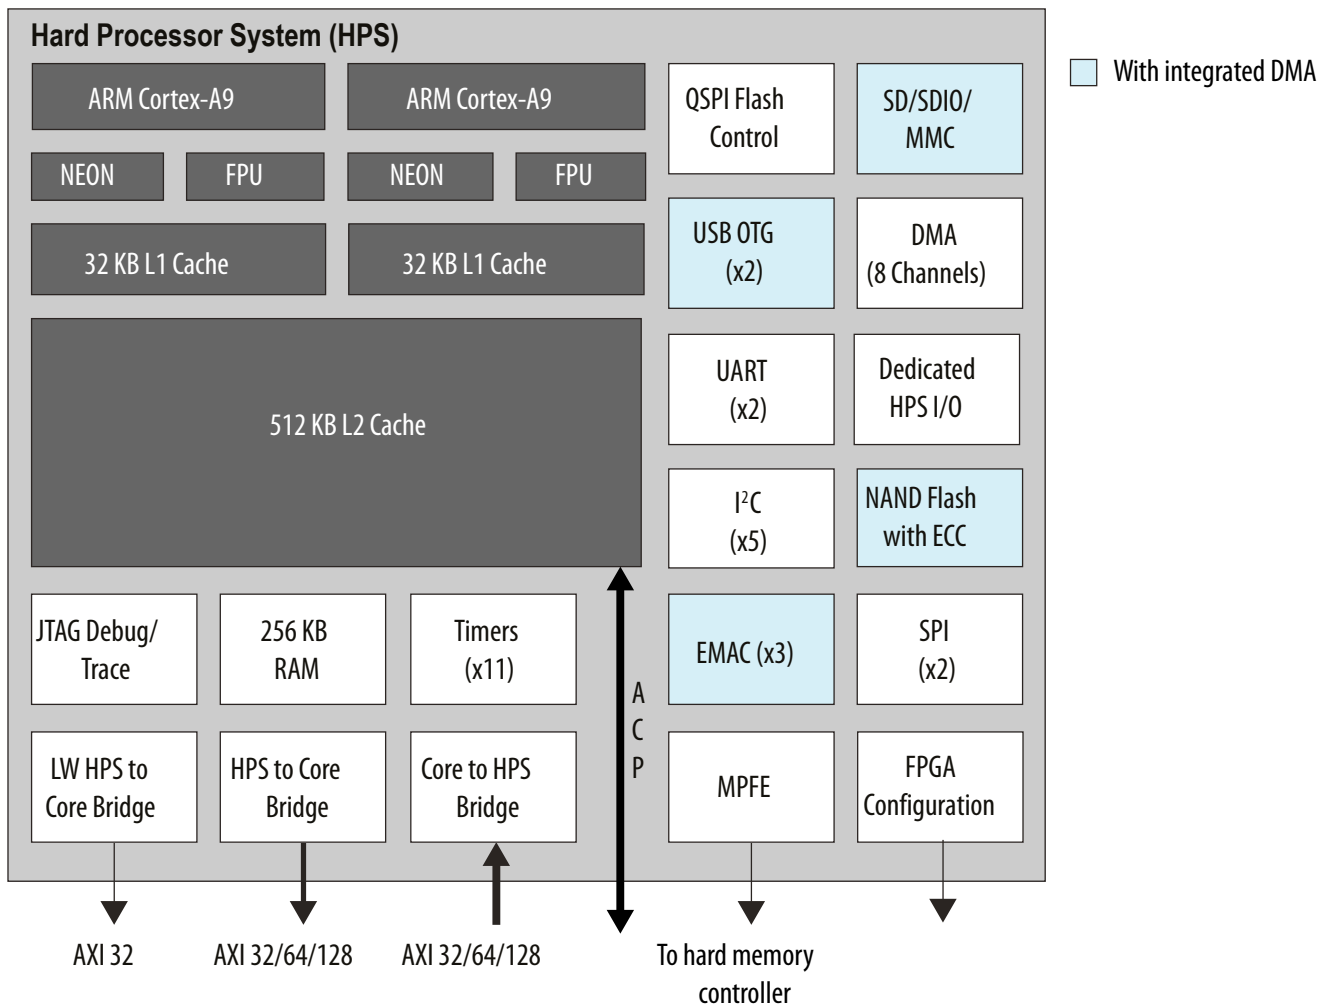 Hard Processor System (HPS)
With integrated DMA
ARM Cortex-A9
ARM Cortex-A9
QSPI Flash
Control
SD/SDIO/
MMC
NEON
FPU
NEON
FPU
32 KB L1 Cache
32 KB L1 Cache
USB OTG
(x2)
DMA
(8 Channels)
512 KB L2 Cache
UART
(x2)
Dedicated
HPS I/O
I²C
(x5)
NAND Flash
with ECC
JTAG Debug/
Trace
256 KB
RAM
Timers
(x11)
A
C
P
EMAC (x3)
SPI
(x2)
LW HPS to
Core Bridge
HPS to Core
Bridge
Core to HPS
Bridge
MPFE
FPGA
Configuration
AXI 32
AXI 32/64/128
AXI 32/64/128
To hard memory
controller